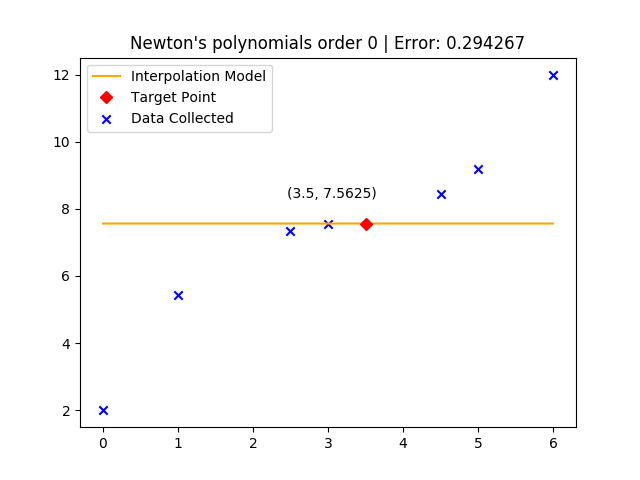 Newton's polynomials order 0 | Error: 0.294267
Interpolation Model
Target Point
Data Collected
(3.5, 7.5625)
12
10
8
6
4
2
0 1 2 3 4 5 6